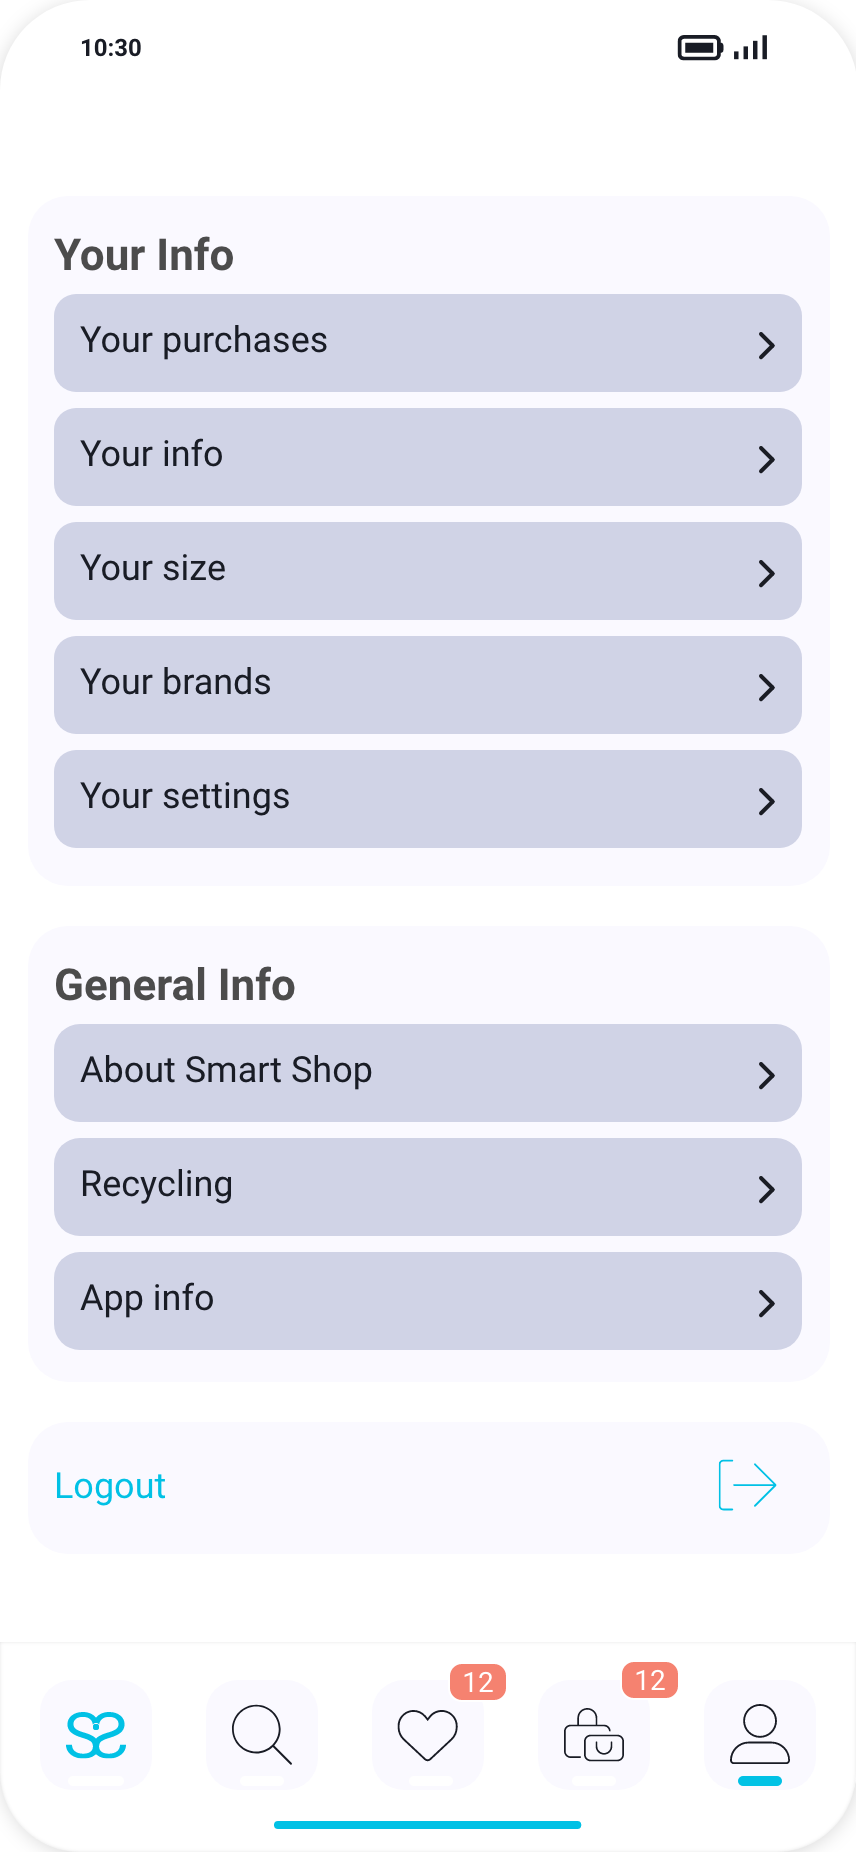 10:30
Your Info
Your purchases
Your info
Your size
Your brands
Your settings
General Info
About Smart Shop
Recycling
App info
Logout
12
12